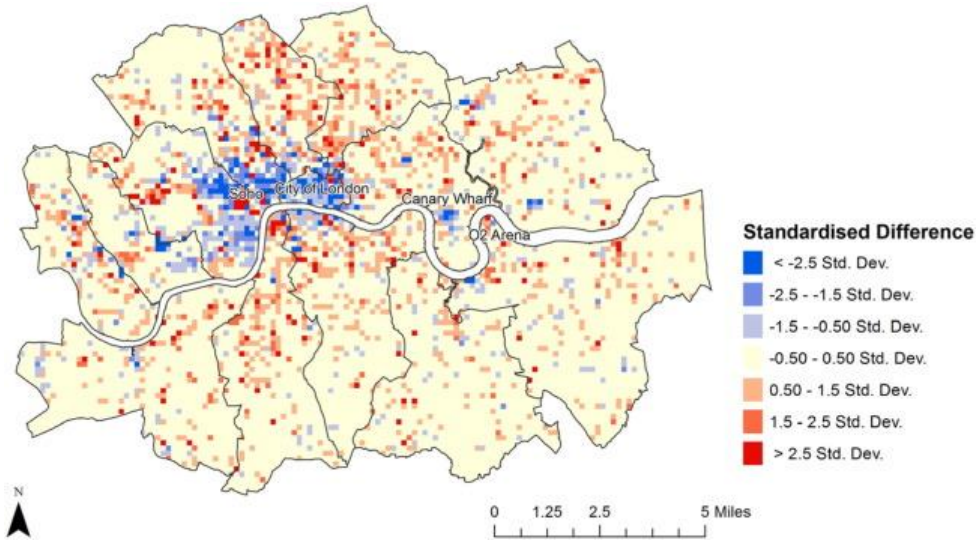 Soho
City of London
Canary Wharf
O2 Arena
Standardised Difference
< -2.5 Std. Dev.
-2.5 - -1.5 Std. Dev.
-1.5 - -0.50 Std. Dev.
-0.50 - 0.50 Std. Dev.
0.50 - 1.5 Std. Dev.
1.5 - 2.5 Std. Dev.
> 2.5 Std. Dev.
N
0 1.25 2.5 5 Miles